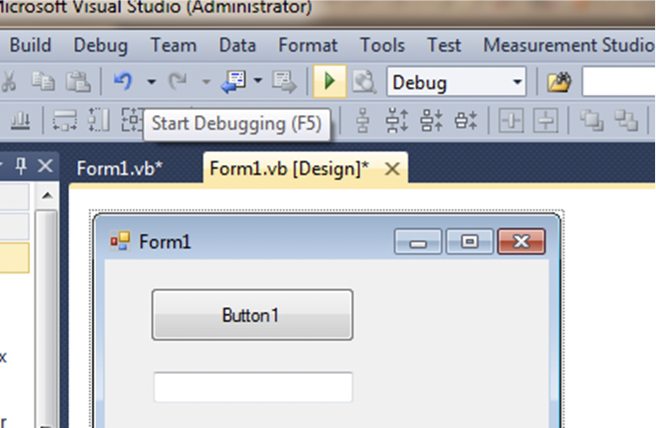 Microsoft Visual Studio (Administrator)
Build Debug Team Data Format Tools Test Measurement Studio
Debug
Start Debugging (F5)
Form1.vb* Form1.vb [Design]*
Form1
Button1
x
r